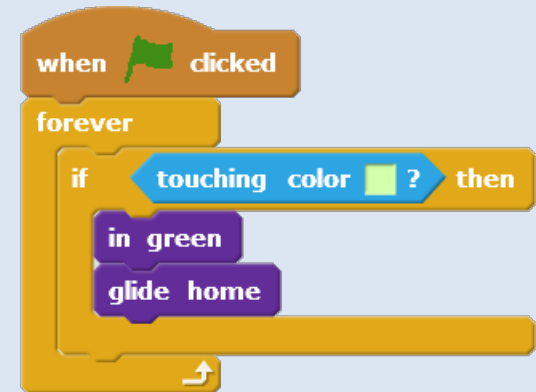 when clicked
forever
if touching color ? then
in green
glide home